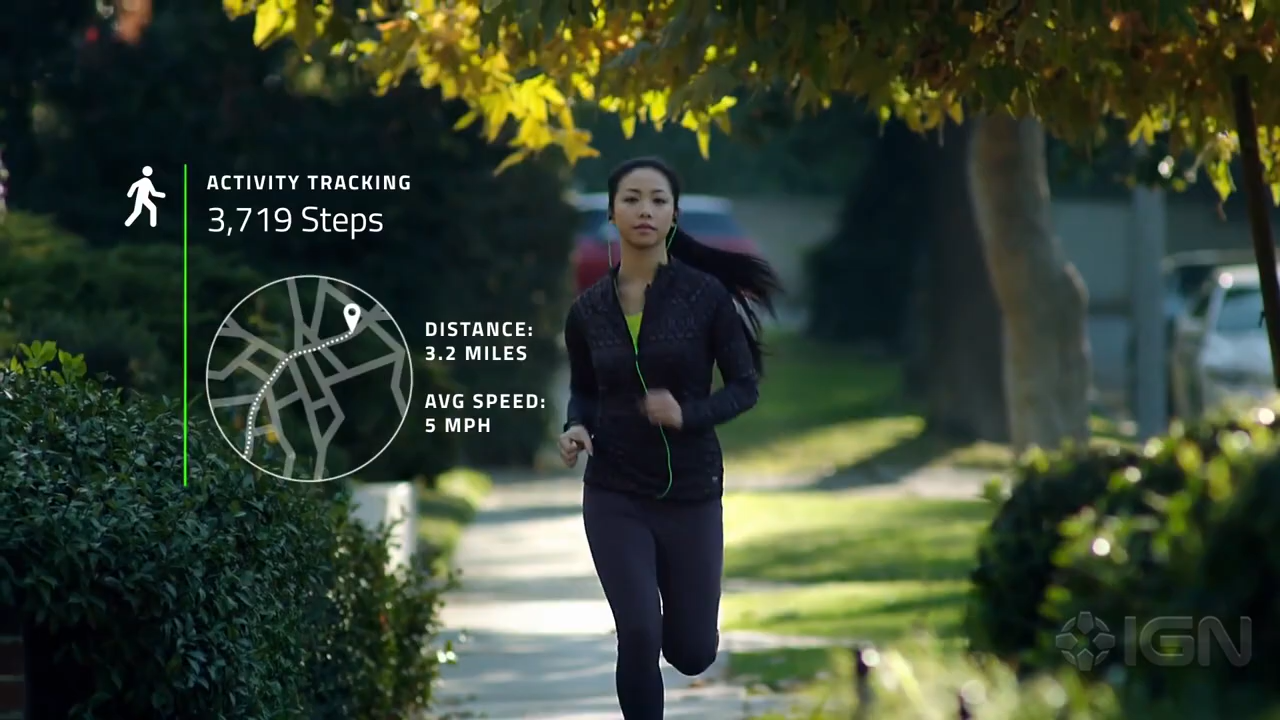 ACTIVITY TRACKING
3,719 Steps
DISTANCE:
3.2 MILES
AVG SPEED:
5 MPH
IGN